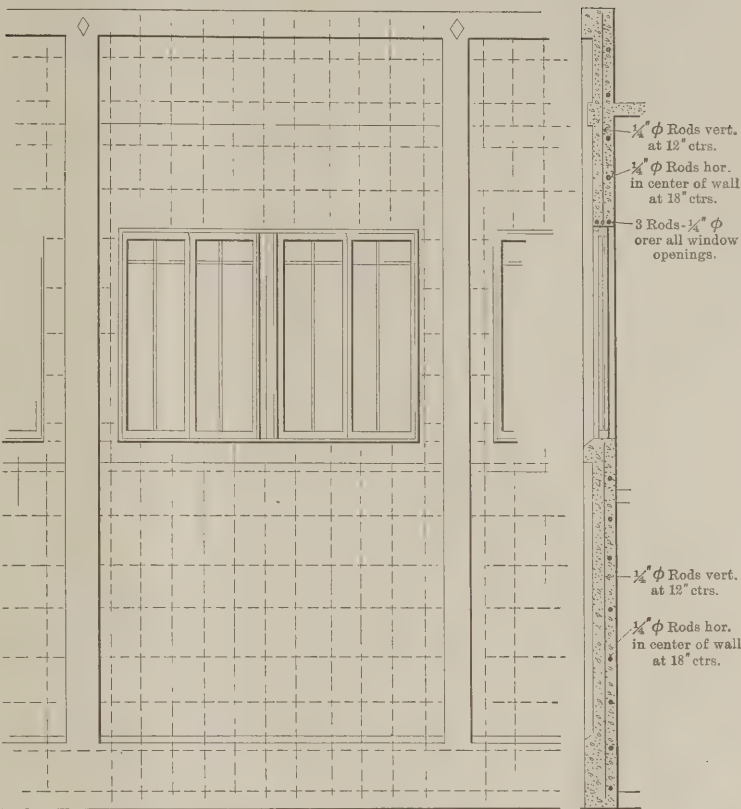 1/4" ϕ Rods vert.
at 12" ctrs.
1/4" ϕ Rods hor.
in center of wall
at 18" ctrs.
3 Rods-1/4" ϕ
orer all window
openings.
1/4" ϕ Rods vert.
at 12" ctrs.
1/4" ϕ Rods hor.
in center of wall
at 18" ctrs.